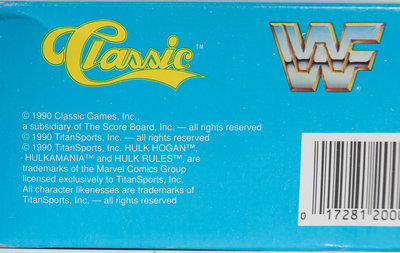 Classic™
WF
© 1990 Classic Games, Inc.,
a subsidiary of The Score Board, Inc. — all rights reserved
© 1990 TitanSports, Inc. — all rights reserved
© 1990 TitanSports, Inc. HULK HOGAN™,
HULKAMANIA™ and HULK RULES™, are
trademarks of the Marvel Comics Group
licensed exclusively to TitanSports, Inc.
All character likenesses are trademarks of
TitanSports, Inc. — all rights reserved
0 17281 200